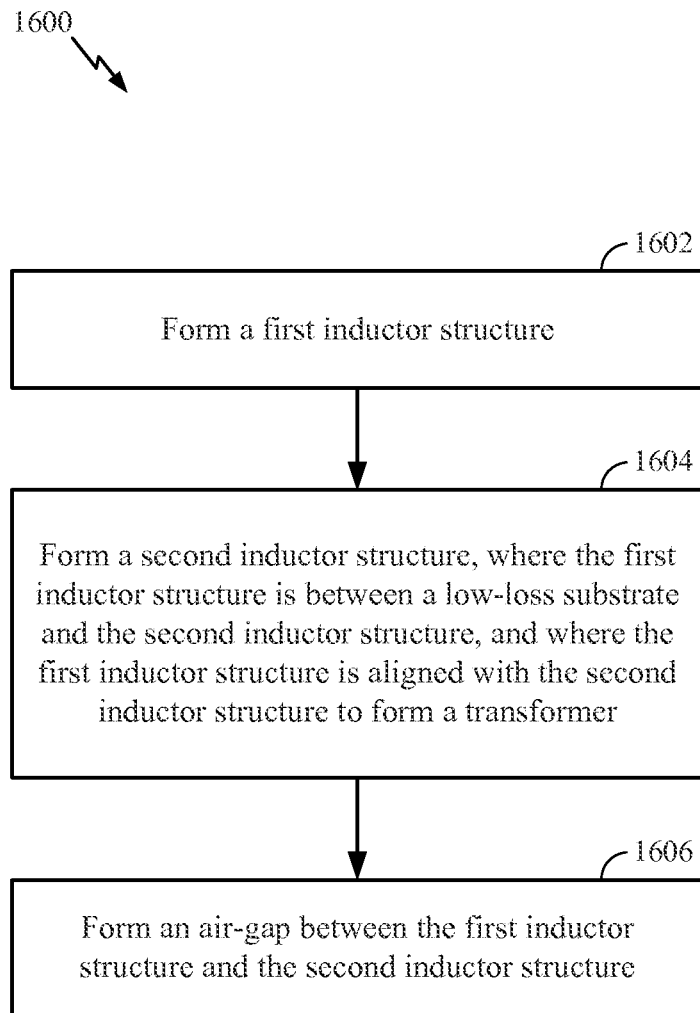 1600
1602
Form a first inductor structure
1604
Form a second inductor structure, where the first
inductor structure is between a low-loss substrate
and the second inductor structure, and where the
first inductor structure is aligned with the second
inductor structure to form a transformer
1606
Form an air-gap between the first inductor
structure and the second inductor structure